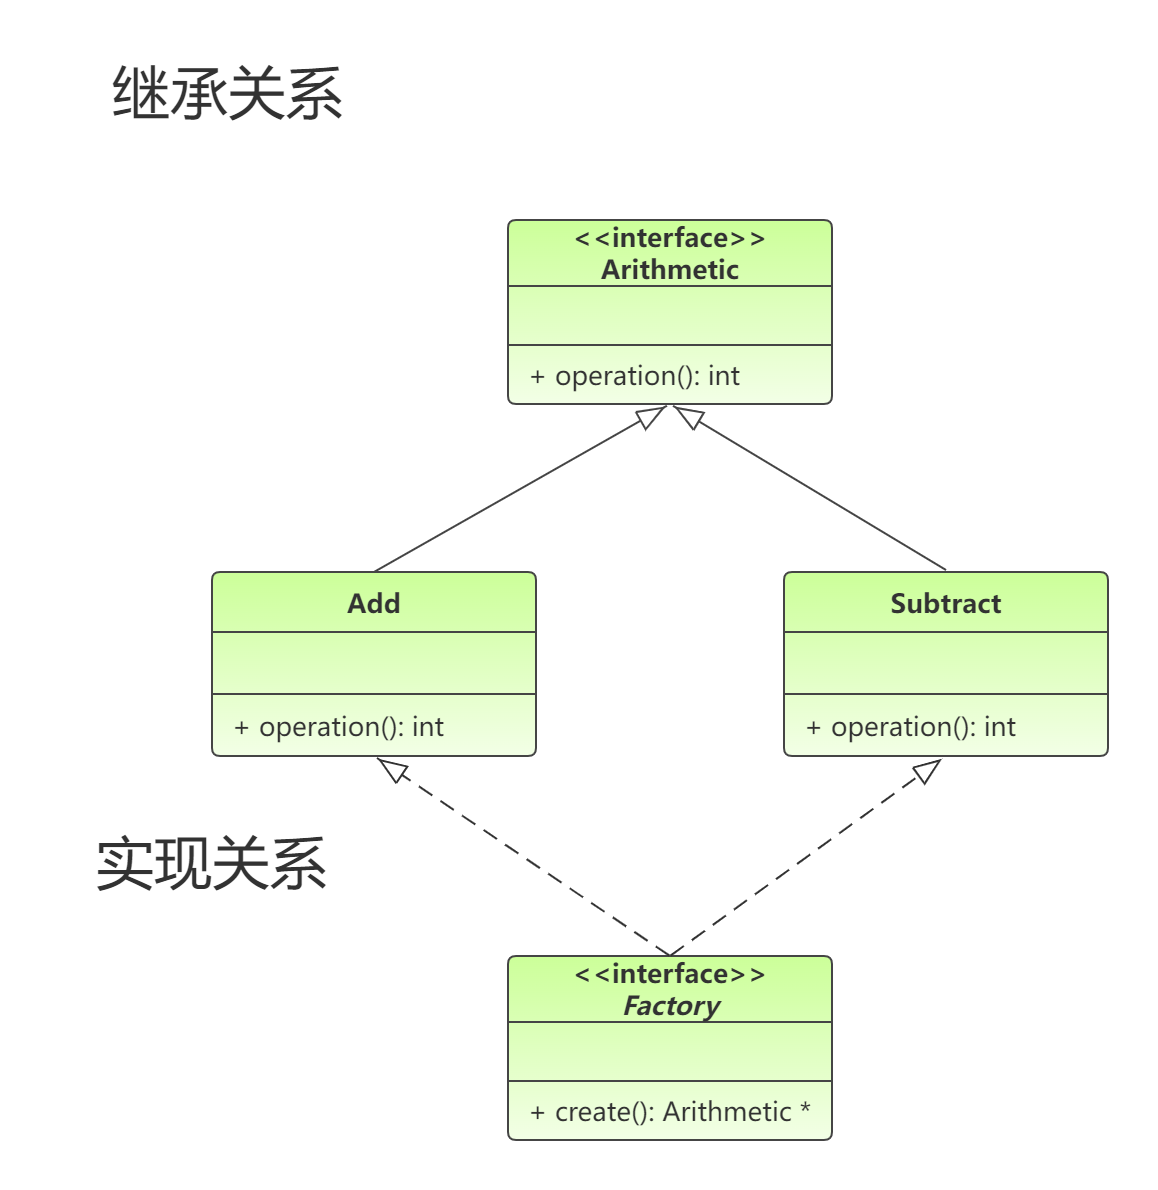 继承关系
<<interface>>
Arithmetic
+ operation(): int
Add
+ operation(): int
Subtract
+ operation(): int
实现关系
<<interface>>
Factory
+ create(): Arithmetic *